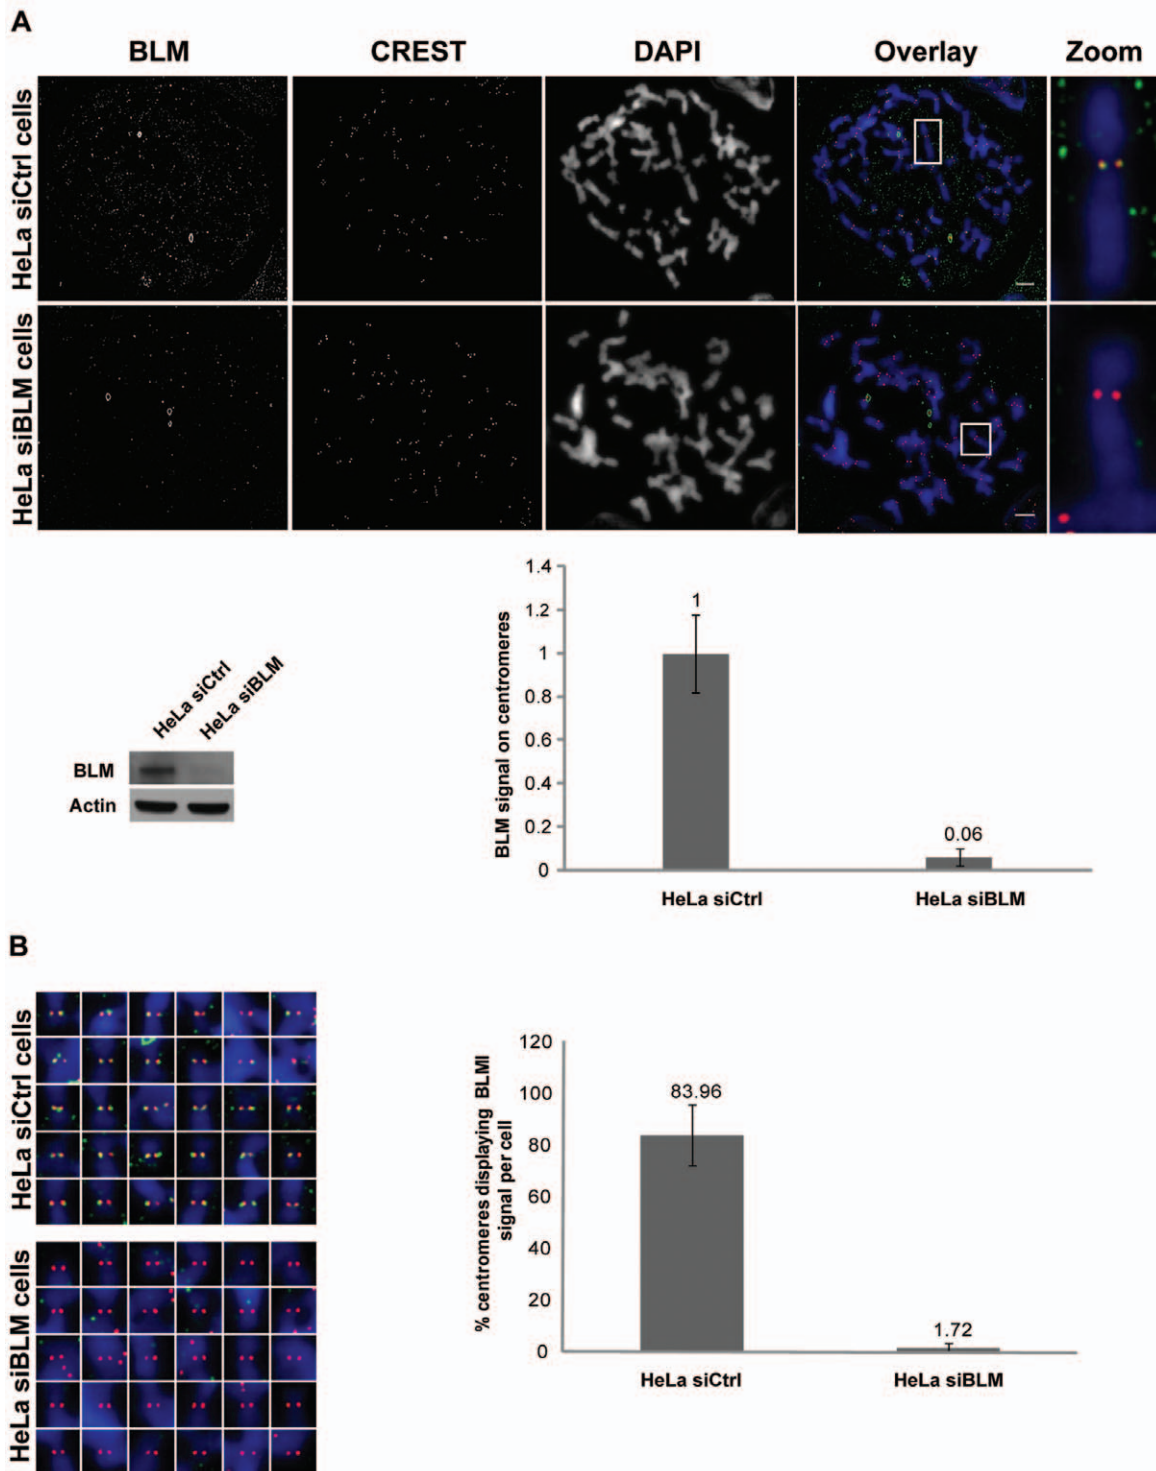 A
BLM CREST DAPI Overlay Zoom
HeLa siCtrl cells
HeLa siBLM cells
HeLa siCtrl
HeLa siBLM
BLM
Actin
BLM signal on centromeres
1.4
1.2
1
0.8
0.6
0.4
0.2
0
1
0.06
HeLa siCtrl HeLa siBLM
B
HeLa siCtrl cells
HeLa siBLM cells
% centromeres displaying BLMI
signal per cell
120
100
80
60
40
20
0
83.96
1.72
HeLa siCtrl HeLa siBLM